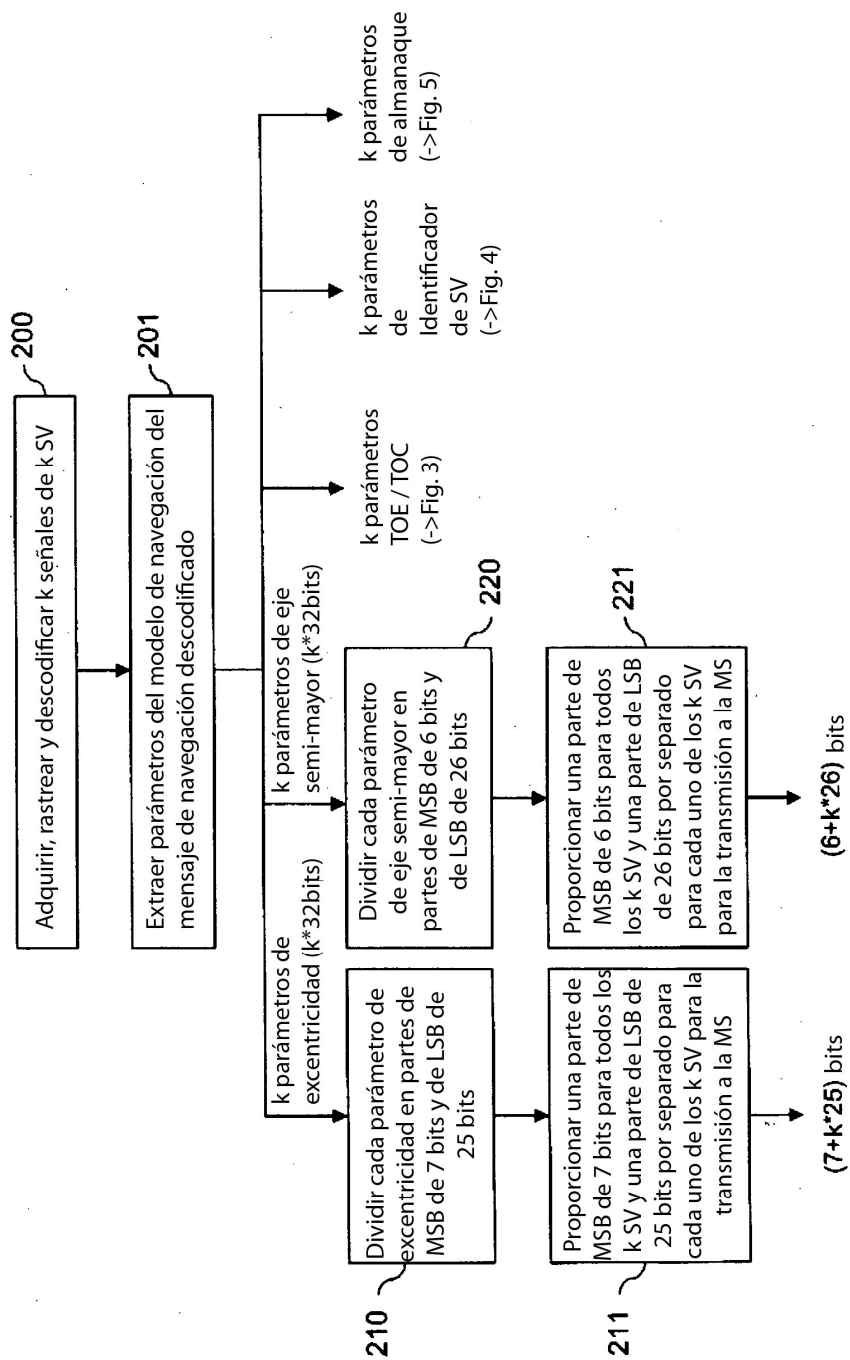 Adquirir, rastrear y descodificar k señales de k SV
200
Extraer parámetros del modelo de navegación del
mensaje de navegación descodificado
201
k parámetros de
excentricidad (k*32bits)
k parámetros de eje
semi-mayor (k*32bits)
k parámetros
TOE / TOC
(->Fig. 3)
k parámetros
de
Identificador
de SV
(->Fig. 4)
k parámetros
de almanaque
(->Fig. 5)
210
Dividir cada parámetro de
excentricidad en partes de
MSB de 7 bits y de LSB de
25 bits
Dividir cada parámetro
de eje semi-mayor en
partes de MSB de 6 bits y
de LSB de 26 bits
220
211
Proporcionar una parte de
MSB de 7 bits para todos los
k SV y una parte de LSB de
25 bits por separado para
cada uno de los k SV para la
transmisión a la MS
Proporcionar una parte de
MSB de 6 bits para todos
los k SV y una parte de LSB
de 26 bits por separado
para cada uno de los k SV
para la transmisión a la MS
221
(7+k*25) bits
(6+k*26) bits